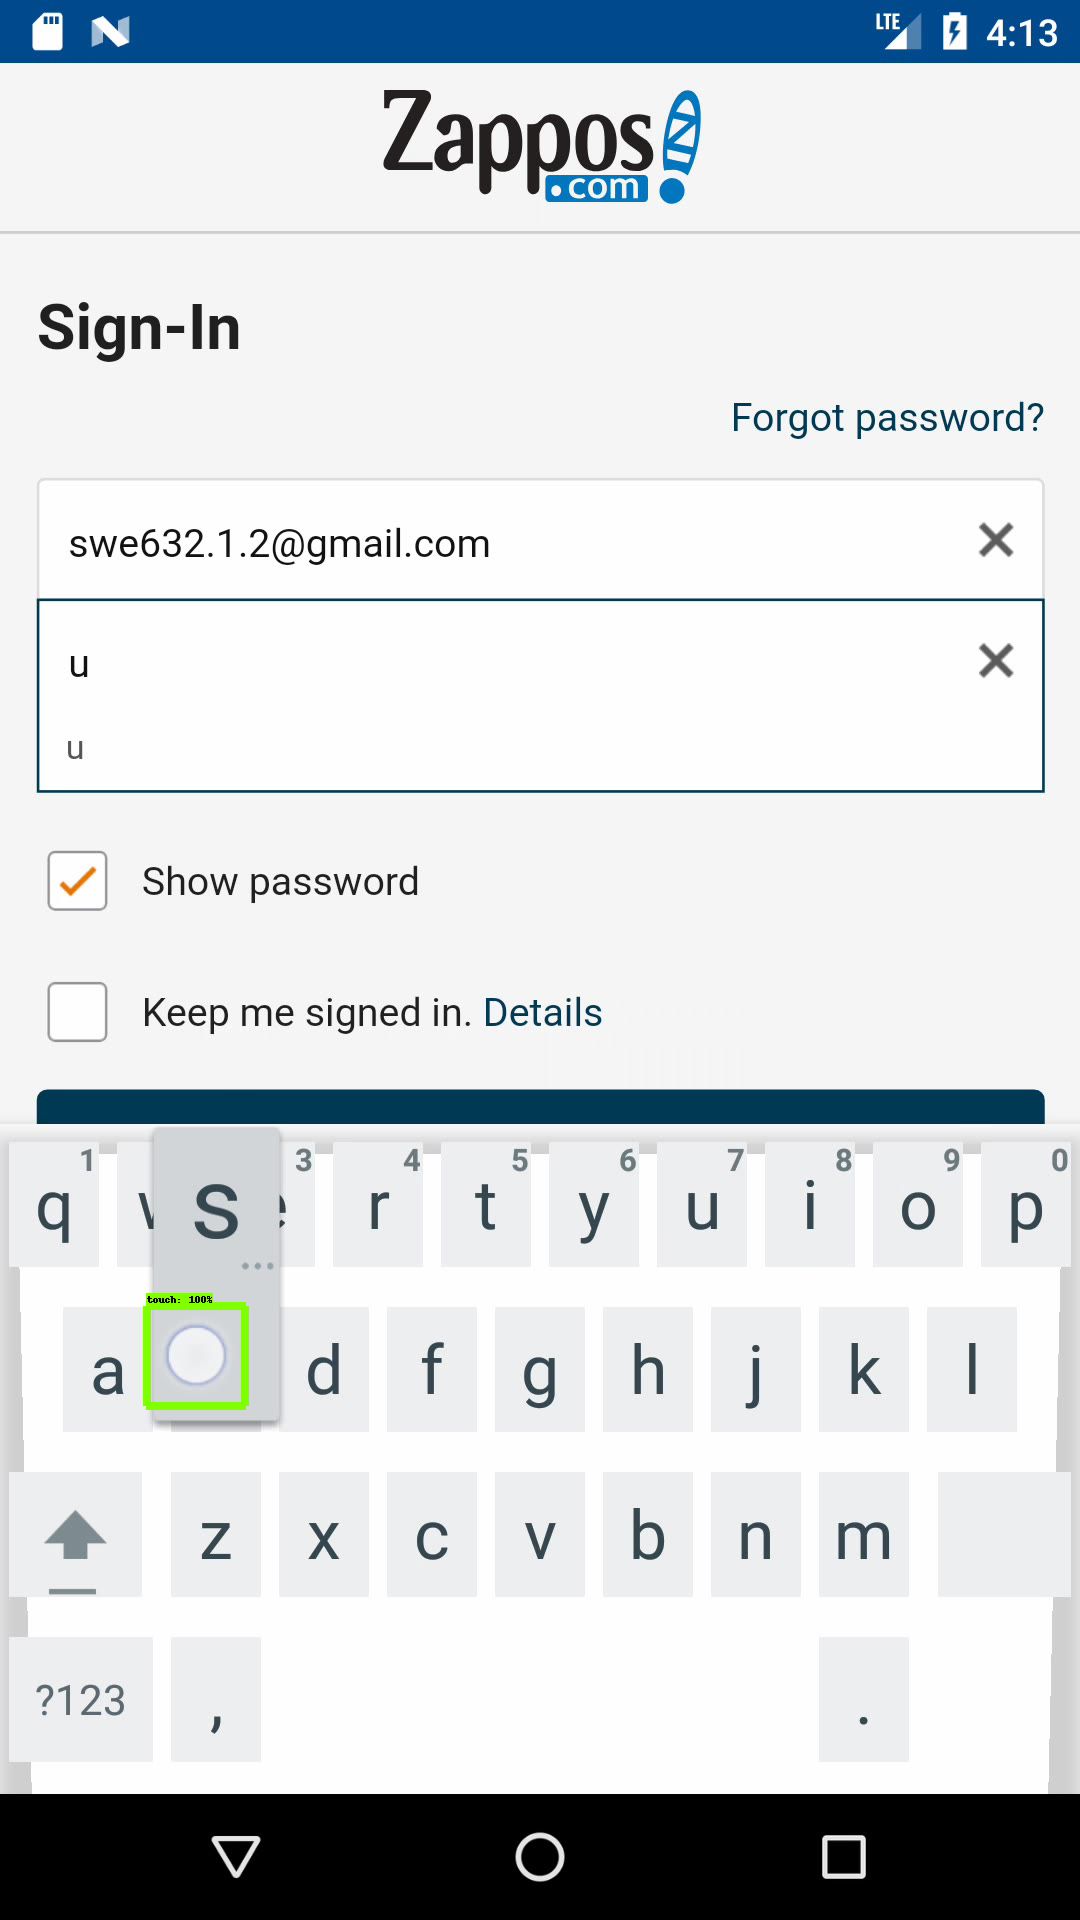 LTE 4:13
Zappos
.com
Sign-In
Forgot password?
swe632.1.2@gmail.com
u
u
Show password
Keep me signed in. Details
1 3 4 5 6 7 8 9 0
q w s e r t y u i o p
touch: 100%
a d f g h j k l
z x c v b n m
?123 , .